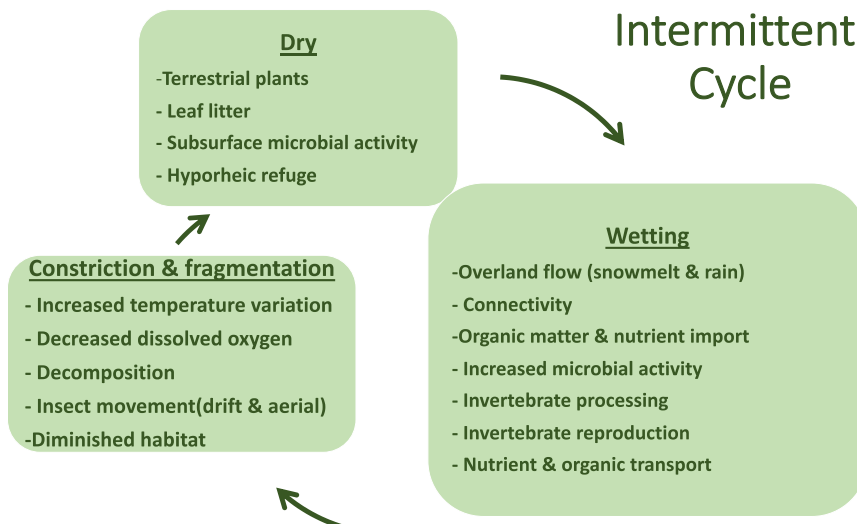 Intermittent
Cycle
Dry
-Terrestrial plants
- Leaf litter
- Subsurface microbial activity
- Hyporheic refuge
Wetting
-Overland flow (snowmelt & rain)
- Connectivity
-Organic matter & nutrient import
- Increased microbial activity
- Invertebrate processing
- Invertebrate reproduction
- Nutrient & organic transport
Constriction & fragmentation
- Increased temperature variation
- Decreased dissolved oxygen
- Decomposition
- Insect movement(drift & aerial)
-Diminished habitat